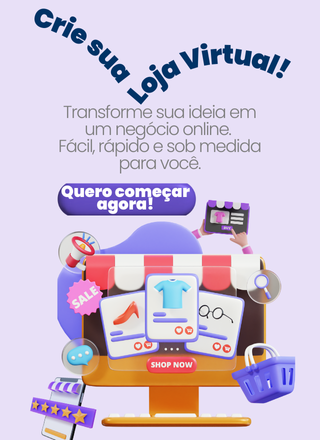 Crie sua
Loja Virtual!
Transforme sua ideia em
um negócio online.
Fácil, rápido e sob medida
para você.
Quero começar
agora!
SALE
SHOP NOW